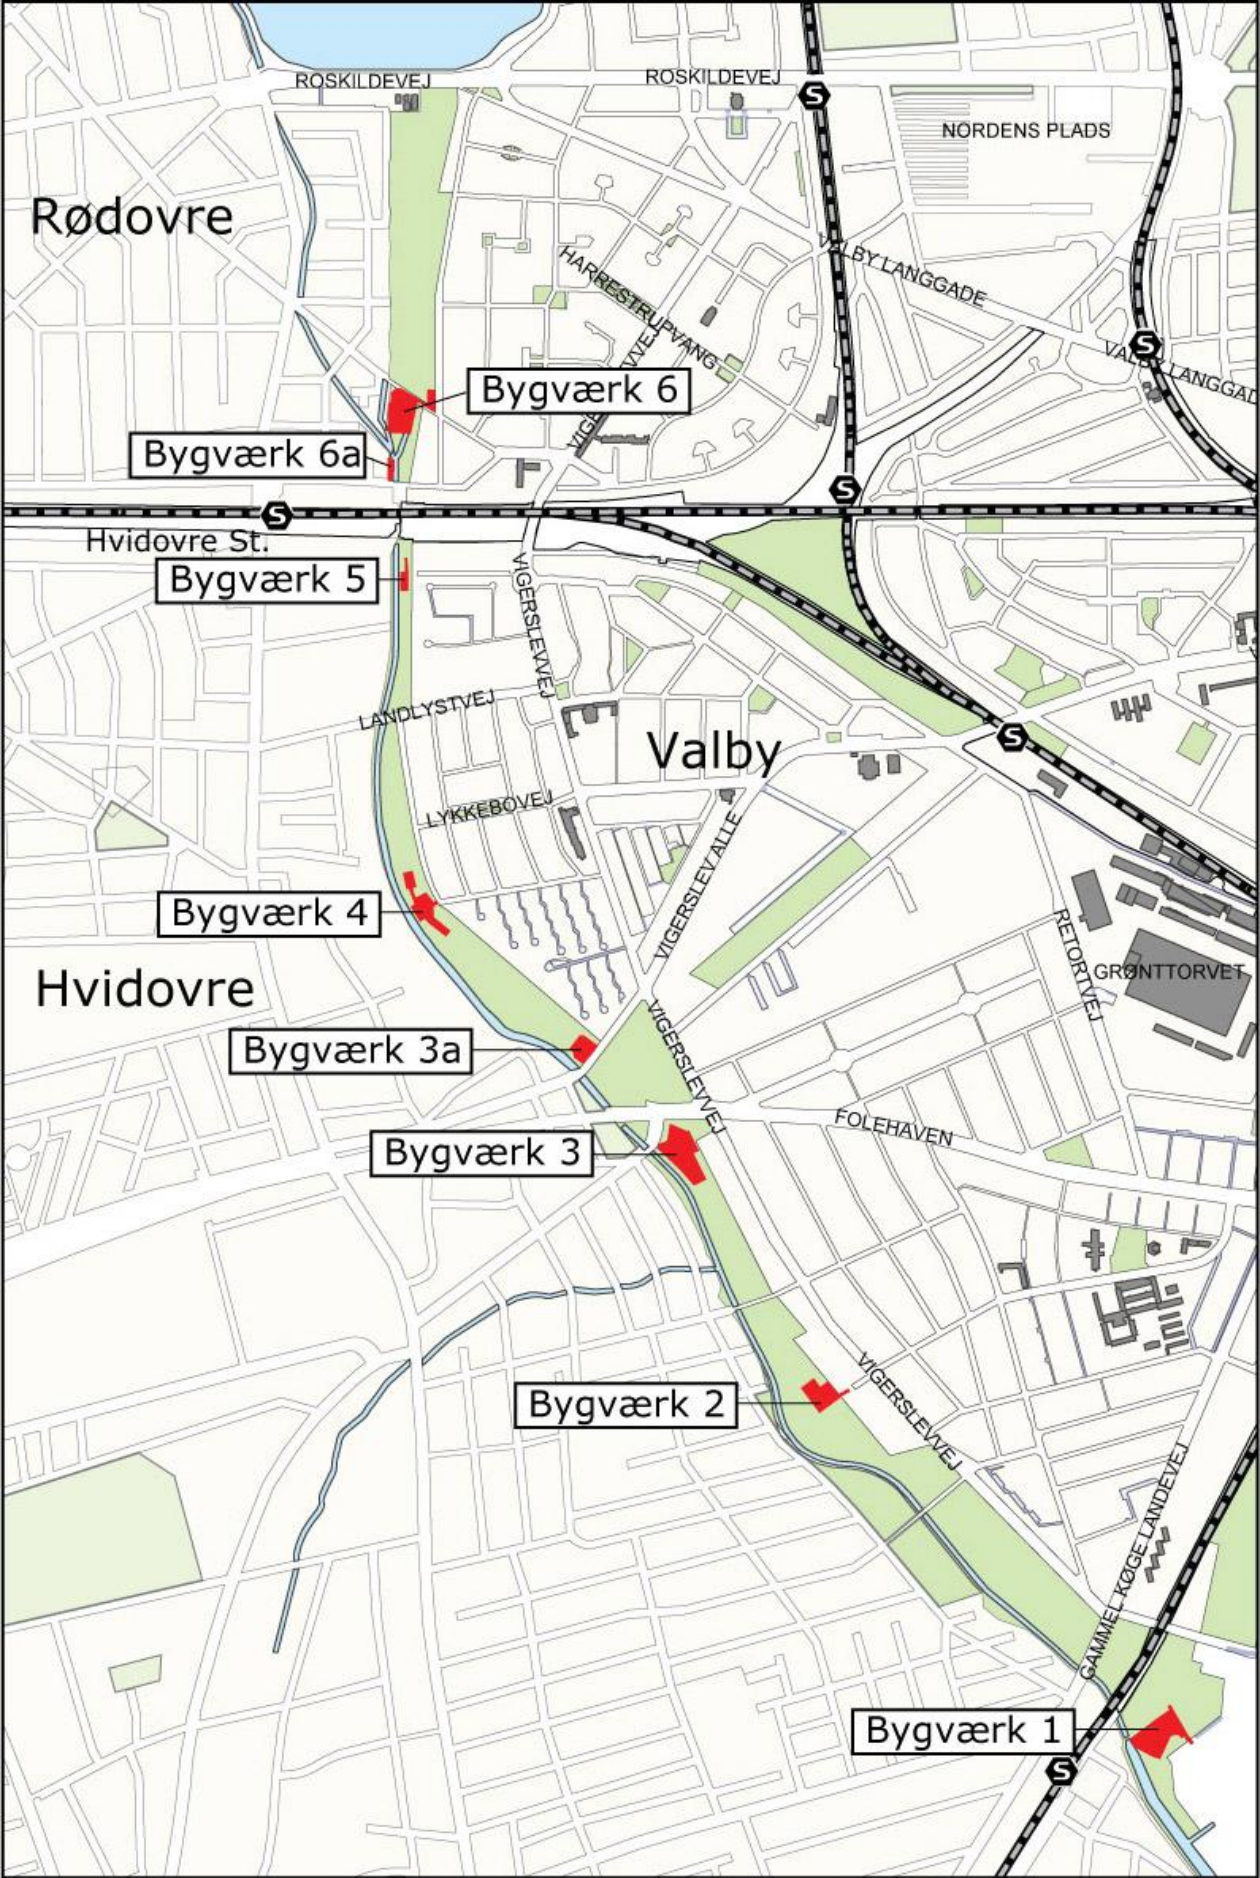 ROSKILDEVEJ
ROSKILDEVEJ
S
NORDENS PLADS
Rødovre
VALBY LANGGADE
HARRESTRUPVANG
S
VALBY LANGGAD
VIGERSLEVVEJ
Bygværk 6
Bygværk 6a
S
S
Hvidovre St.
Bygværk 5
VIGERSLEVVEJ
LANDLYSTVEJ
S
Valby
LYKKEBOVEJ
VIGERSLEV ALLE
Bygværk 4
RETORTVEJ
GRØNTTORVET
Hvidovre
VIGERSLEVVEJ
Bygværk 3a
FOLEHAVEN
Bygværk 3
VIGERSLEVVEJ
Bygværk 2
GAMMEL KØGE LANDEVEJ
Bygværk 1
S